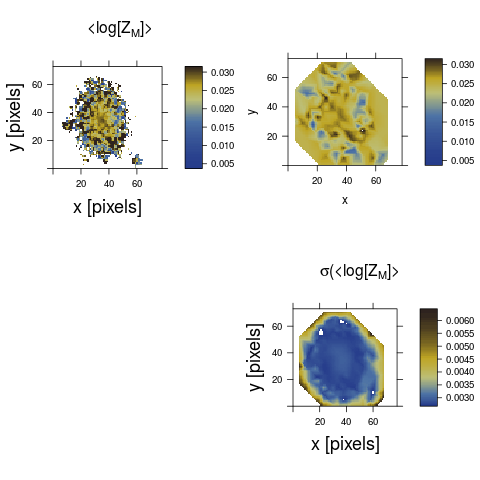 <log[Z_M]>
60
40
20
20 40 60
x [pixels]
y [pixels]
0.030
0.025
0.020
0.015
0.010
0.005
60
40
20
20 40 60
x
y
0.030
0.025
0.020
0.015
0.010
0.005
σ(<log[Z_M]>
60
40
20
20 40 60
x [pixels]
y [pixels]
0.0060
0.0055
0.0050
0.0045
0.0040
0.0035
0.0030